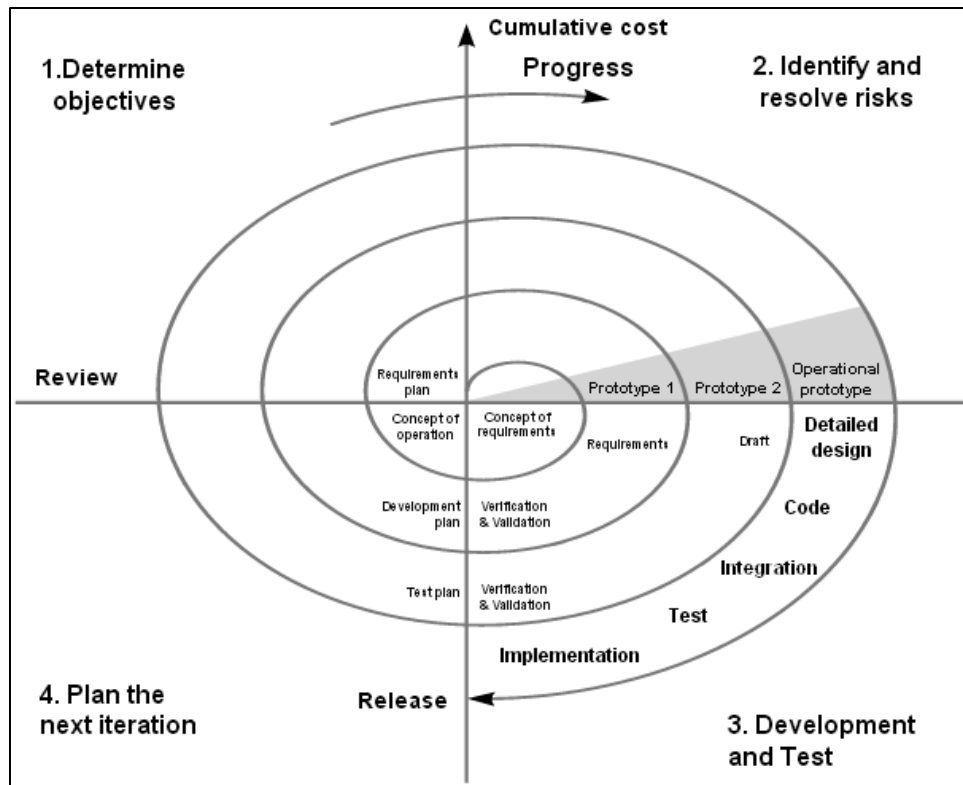 Cumulative cost
1.Determine
objectives
Progress
2. Identify and
resolve risks
Review
Requirements
plan
Prototype 1
Prototype 2
Operational
prototype
Concept of
operation
Concept of
requirements
Requirements
Draft
Detailed
design
Development
plan
Verification
& Validation
Code
Integration
Test plan
Verification
& Validation
Test
Implementation
Release
4. Plan the
next iteration
3. Development
and Test